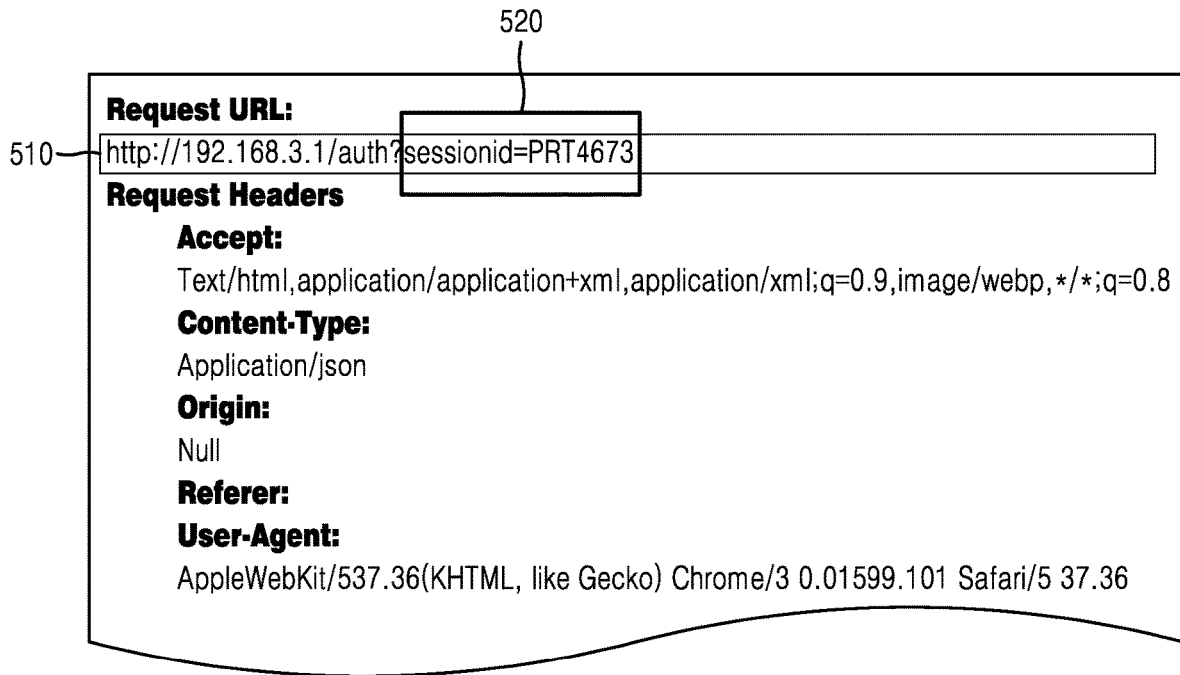 520
Request URL:
510
http://192.168.3.1/auth?sessionid=PRT4673
Request Headers
Accept:
Text/html,application/application+xml,application/xml;q=0.9,image/webp,*/*;q=0.8
Content-Type:
Application/json
Origin:
Null
Referer:
User-Agent:
AppleWebKit/537.36(KHTML, like Gecko) Chrome/3 0.01599.101 Safari/5 37.36